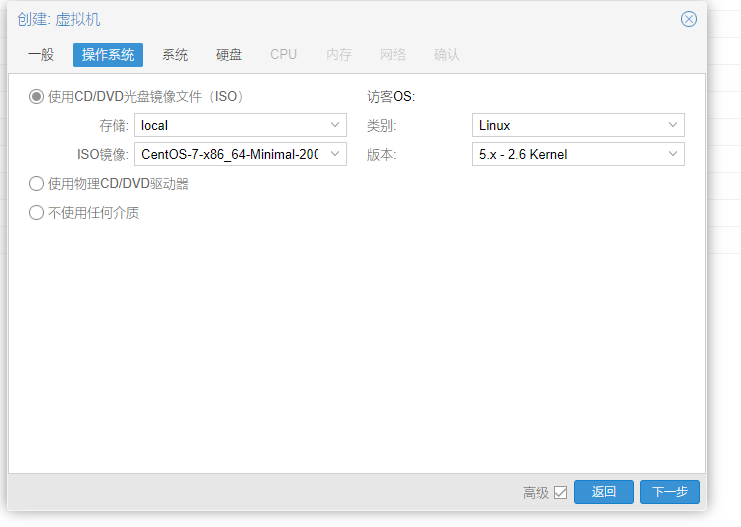 创建: 虚拟机
一般 操作系统 系统 硬盘 CPU 内存 网络 确认
使用CD/DVD光盘镜像文件（ISO） 访客OS:
存储: local 类别: Linux
ISO镜像: CentOS-7-x86_64-Minimal-200 版本: 5.x - 2.6 Kernel
使用物理CD/DVD驱动器
不使用任何介质
高级 返回 下一步